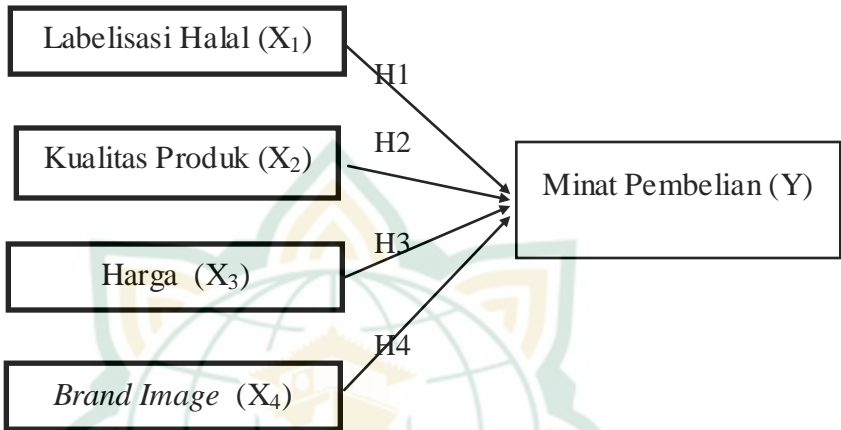 Labelisasi Halal (X₁)
H1
H2
Kualitas Produk (X₂)
Minat Pembelian (Y)
H3
Harga (X₃)
H4
Brand Image (X₄)